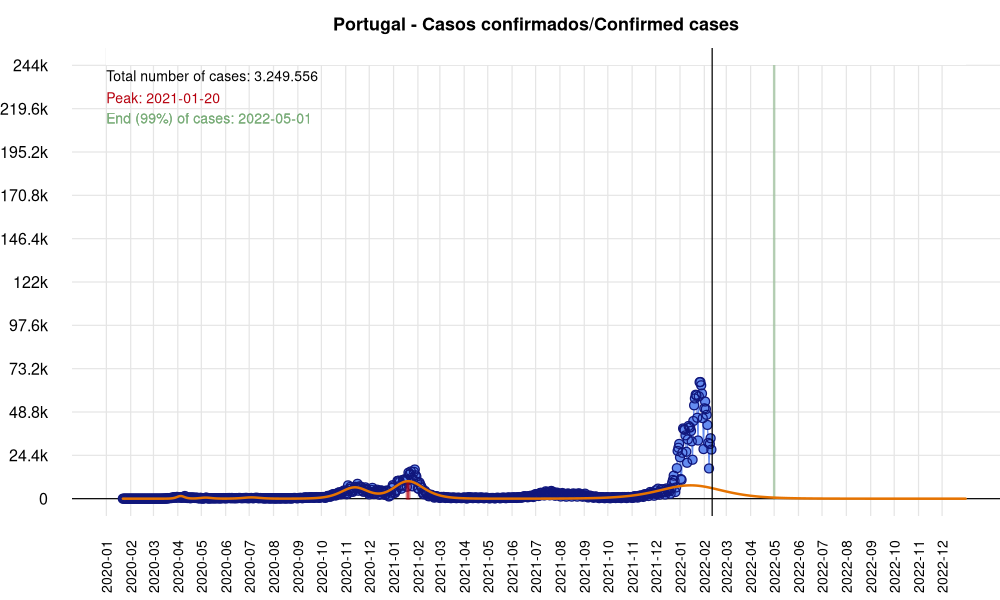 Portugal - Casos confirmados/Confirmed cases
Total number of cases: 3.249.556
Peak: 2021-01-20
End (99%) of cases: 2022-05-01
244k
219.6k
195.2k
170.8k
146.4k
122k
97.6k
73.2k
48.8k
24.4k
0
2020-01
2020-02
2020-03
2020-04
2020-05
2020-06
2020-07
2020-08
2020-09
2020-10
2020-11
2020-12
2021-01
2021-02
2021-03
2021-04
2021-05
2021-06
2021-07
2021-08
2021-09
2021-10
2021-11
2021-12
2022-01
2022-02
2022-03
2022-04
2022-05
2022-06
2022-07
2022-08
2022-09
2022-10
2022-11
2022-12